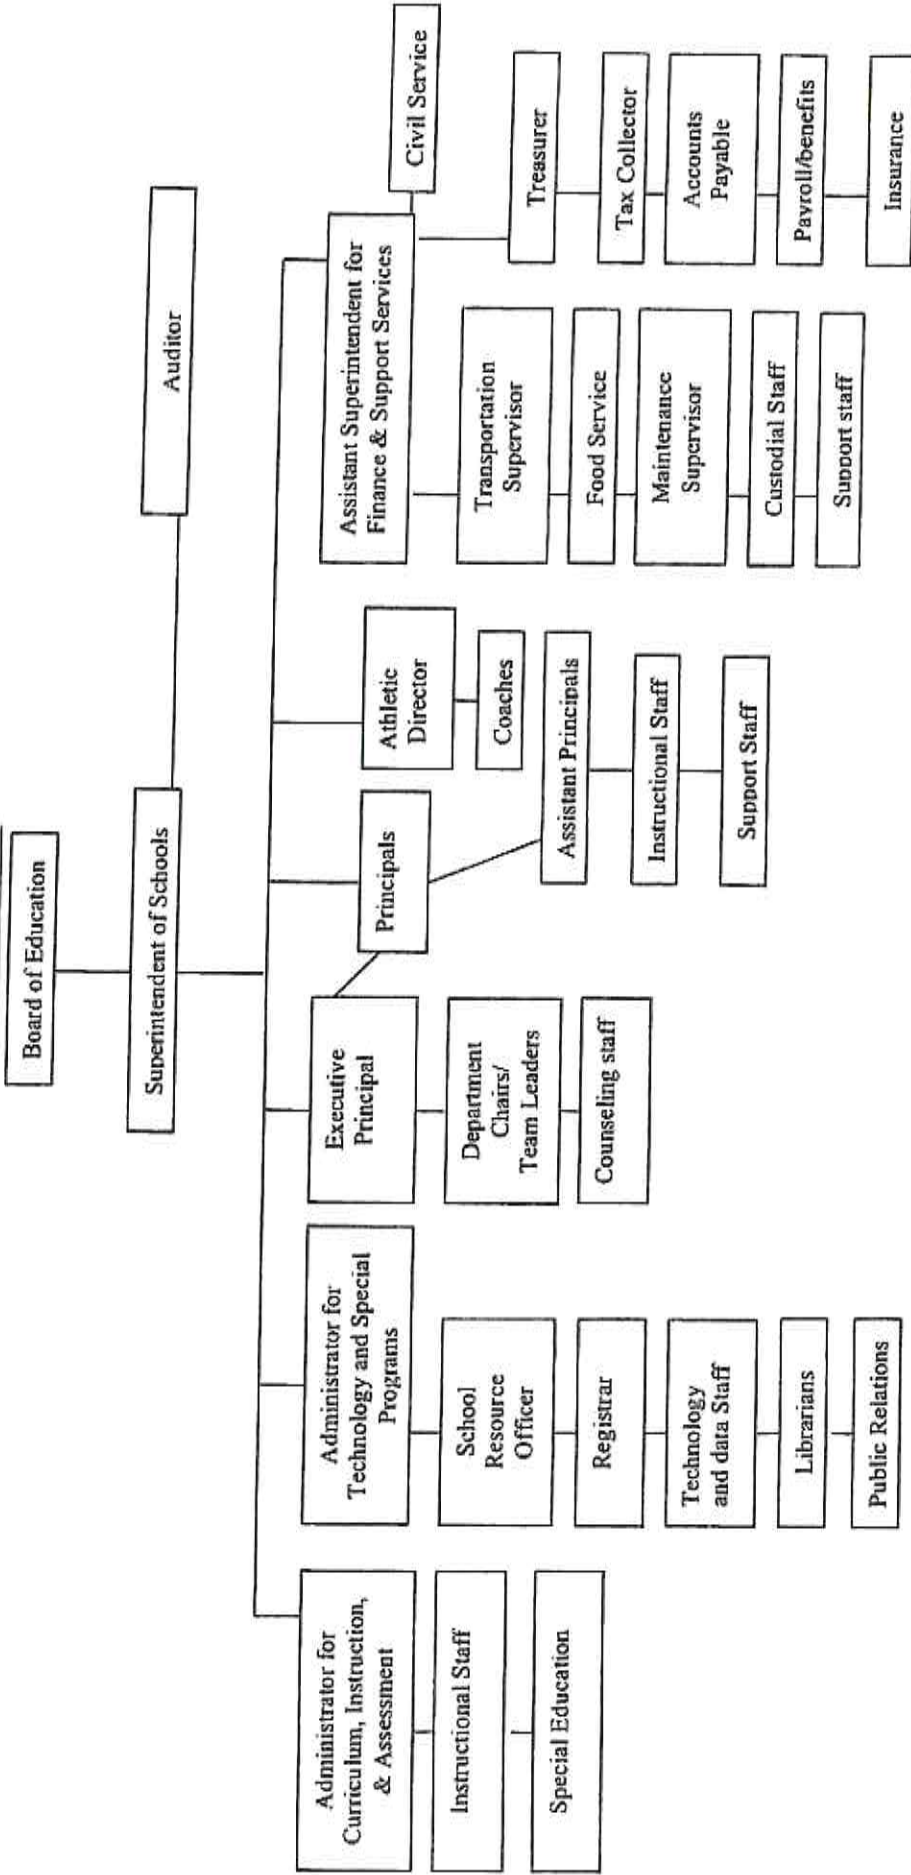 Board of Education
Superintendent of Schools
Auditor
Administrator for
Curriculum, Instruction,
& Assessment
Instructional Staff
Special Education
Administrator for
Technology and Special
Programs
School
Resource
Officer
Registrar
Technology
and data Staff
Librarians
Public Relations
Executive
Principal
Department
Chairs/
Team Leaders
Counseling staff
Principals
Assistant Principals
Instructional Staff
Support Staff
Athletic
Director
Coaches
Assistant Superintendent for
Finance & Support Services
Civil Service
Transportation
Supervisor
Food Service
Maintenance
Supervisor
Custodial Staff
Support staff
Treasurer
Tax Collector
Accounts
Payable
Payroll/benefits
Insurance